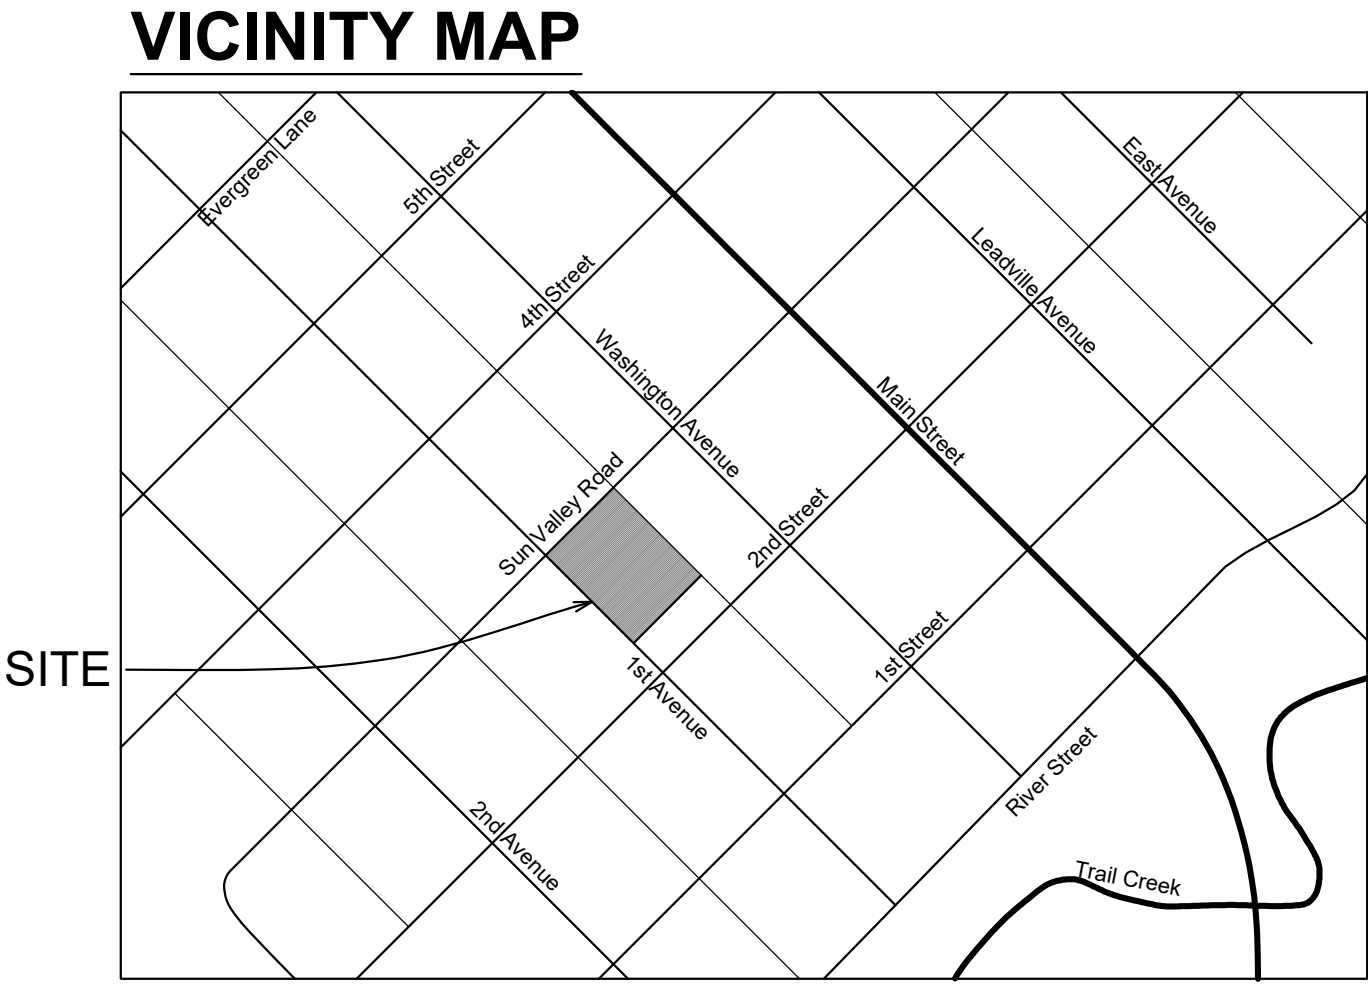 VICINITY MAP
Evergreen Lane
5th Street
East Avenue
4th Street
Leadville Avenue
Washington Avenue
Main Street
Sun Valley Road
2nd Street
SITE
1st Avenue
1st Street
River Street
2nd Avenue
Trail Creek